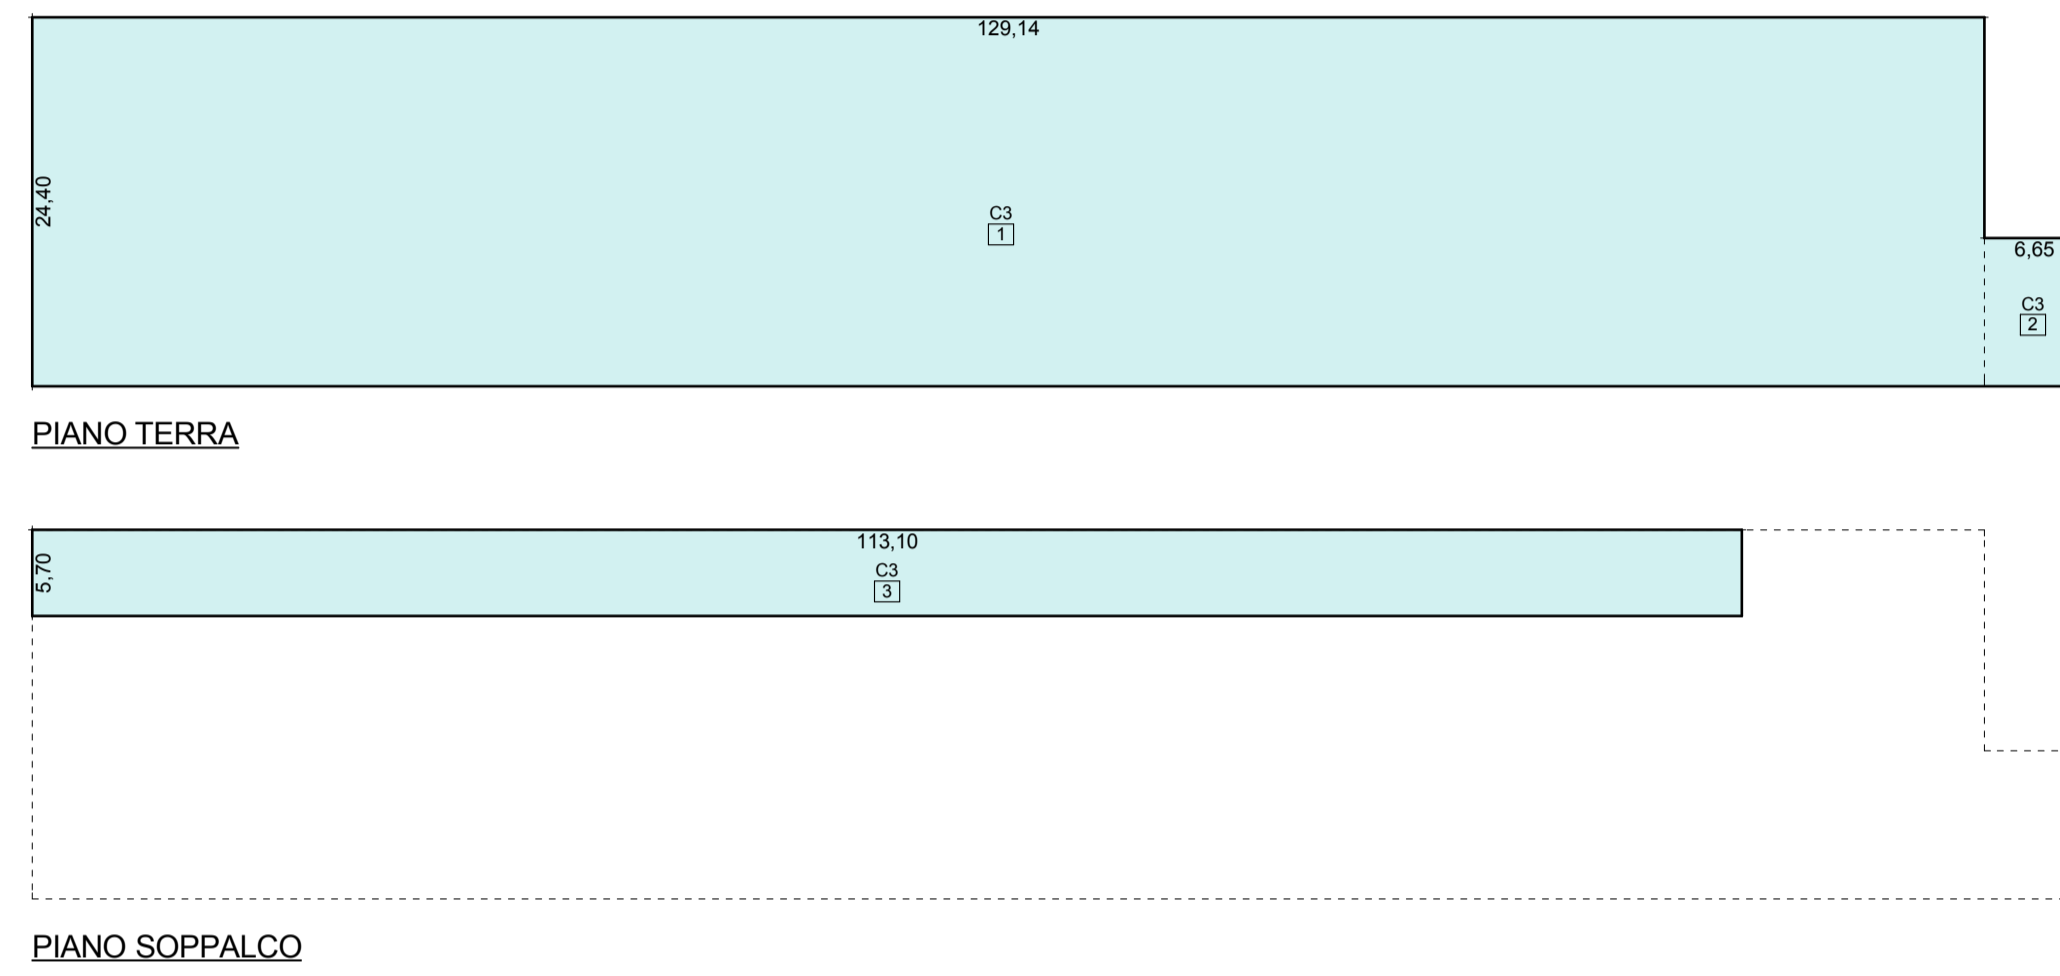 129,14
24,40
C3
1
6,65
C3
2
PIANO TERRA
113,10
5,70
C3
3
PIANO SOPPALCO